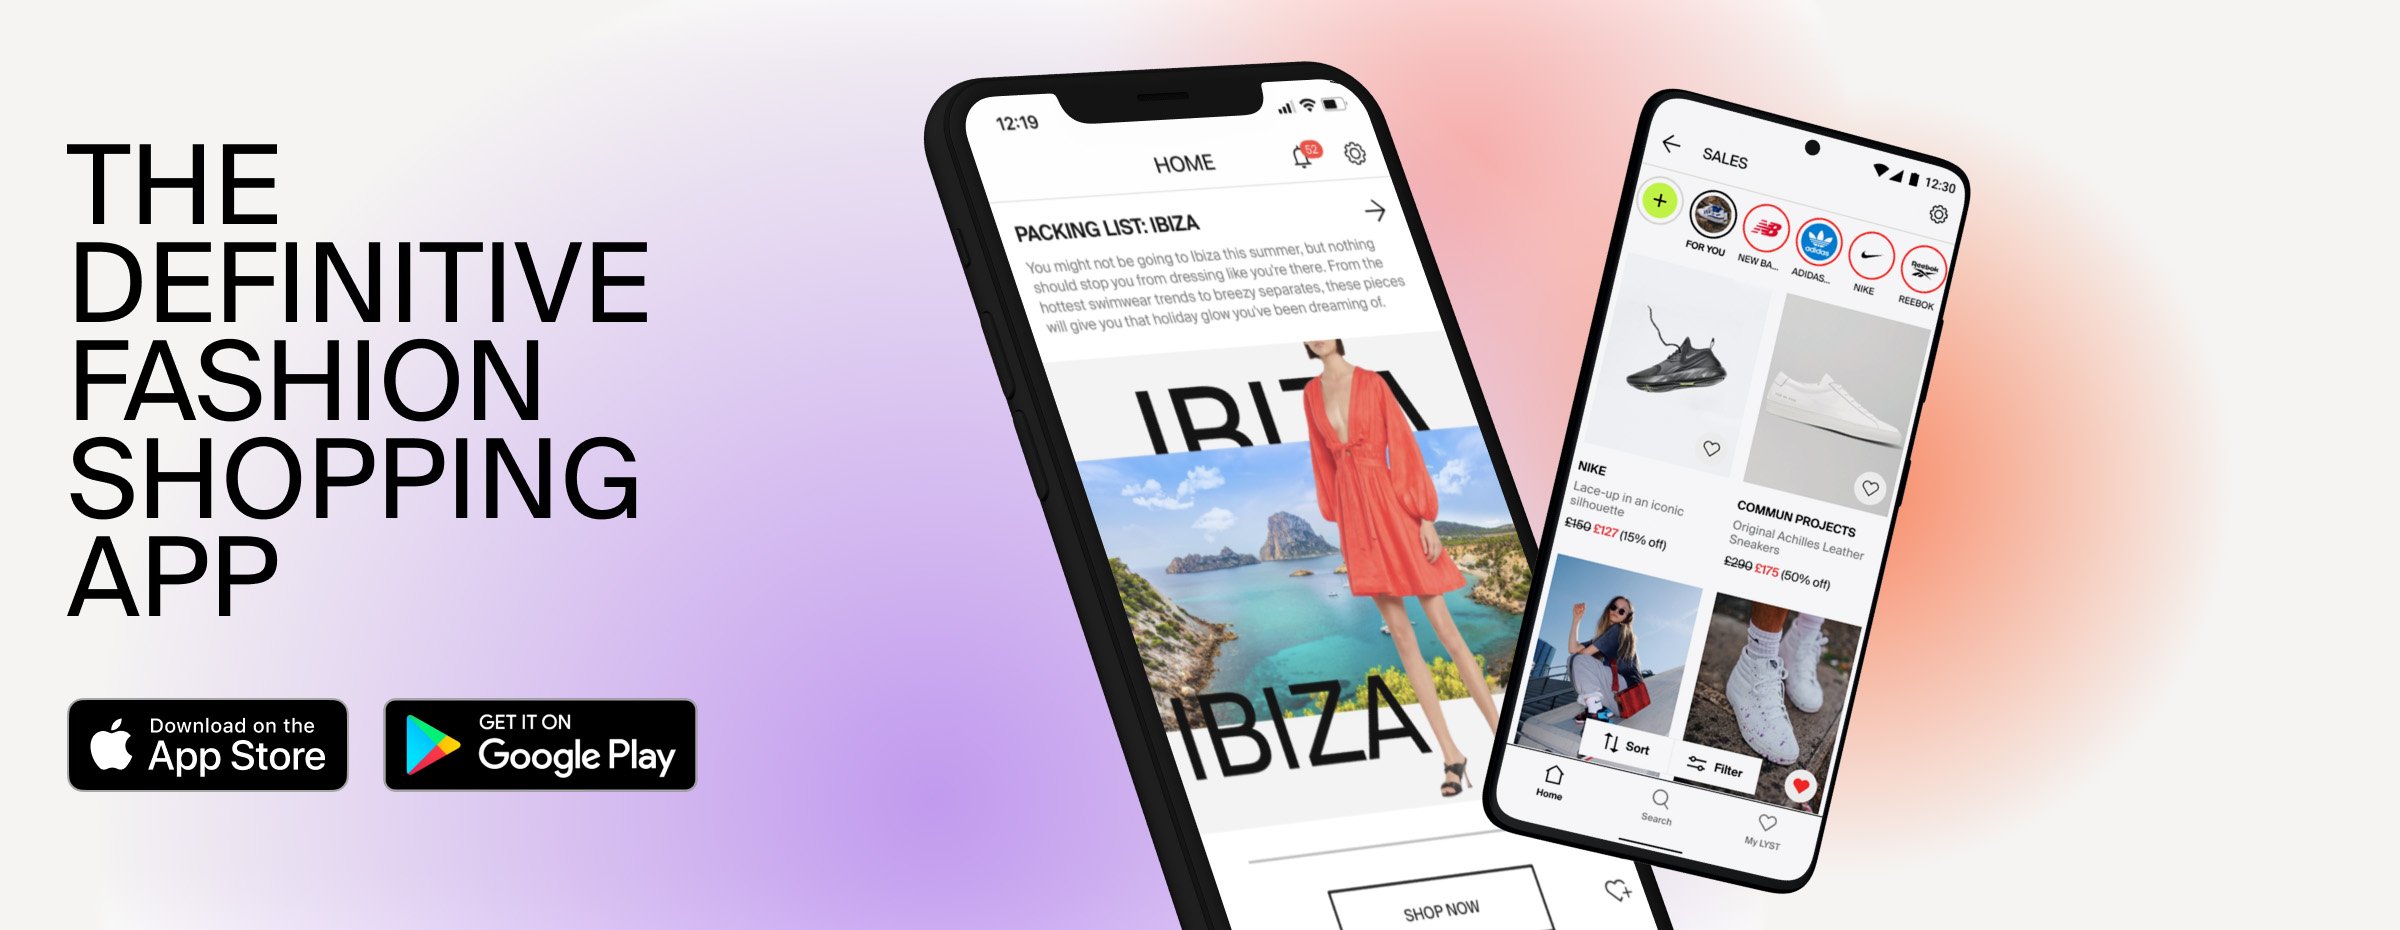 THE
DEFINITIVE
FASHION
SHOPPING
APP
Download on the
App Store
GET IT ON
Google Play
12:19
HOME
52
PACKING LIST: IBIZA
You might not be going to Ibiza this summer, but nothing
should stop you from dressing like you're there. From the
hottest swimwear trends to breezy separates, these pieces
will give you that holiday glow you've been dreaming of.
IBIZA
IBIZA
SHOP NOW
SALES
12:30
FOR YOU
NEW BA...
adidas
ADIDAS...
NIKE
Reebok
REEBOK
NIKE
Lace-up in an iconic
silhouette
£150 £127 (15% off)
COMMUN PROJECTS
Original Achilles Leather
Sneakers
£290 £175 (50% off)
Sort
Filter
Home
Search
My LYST